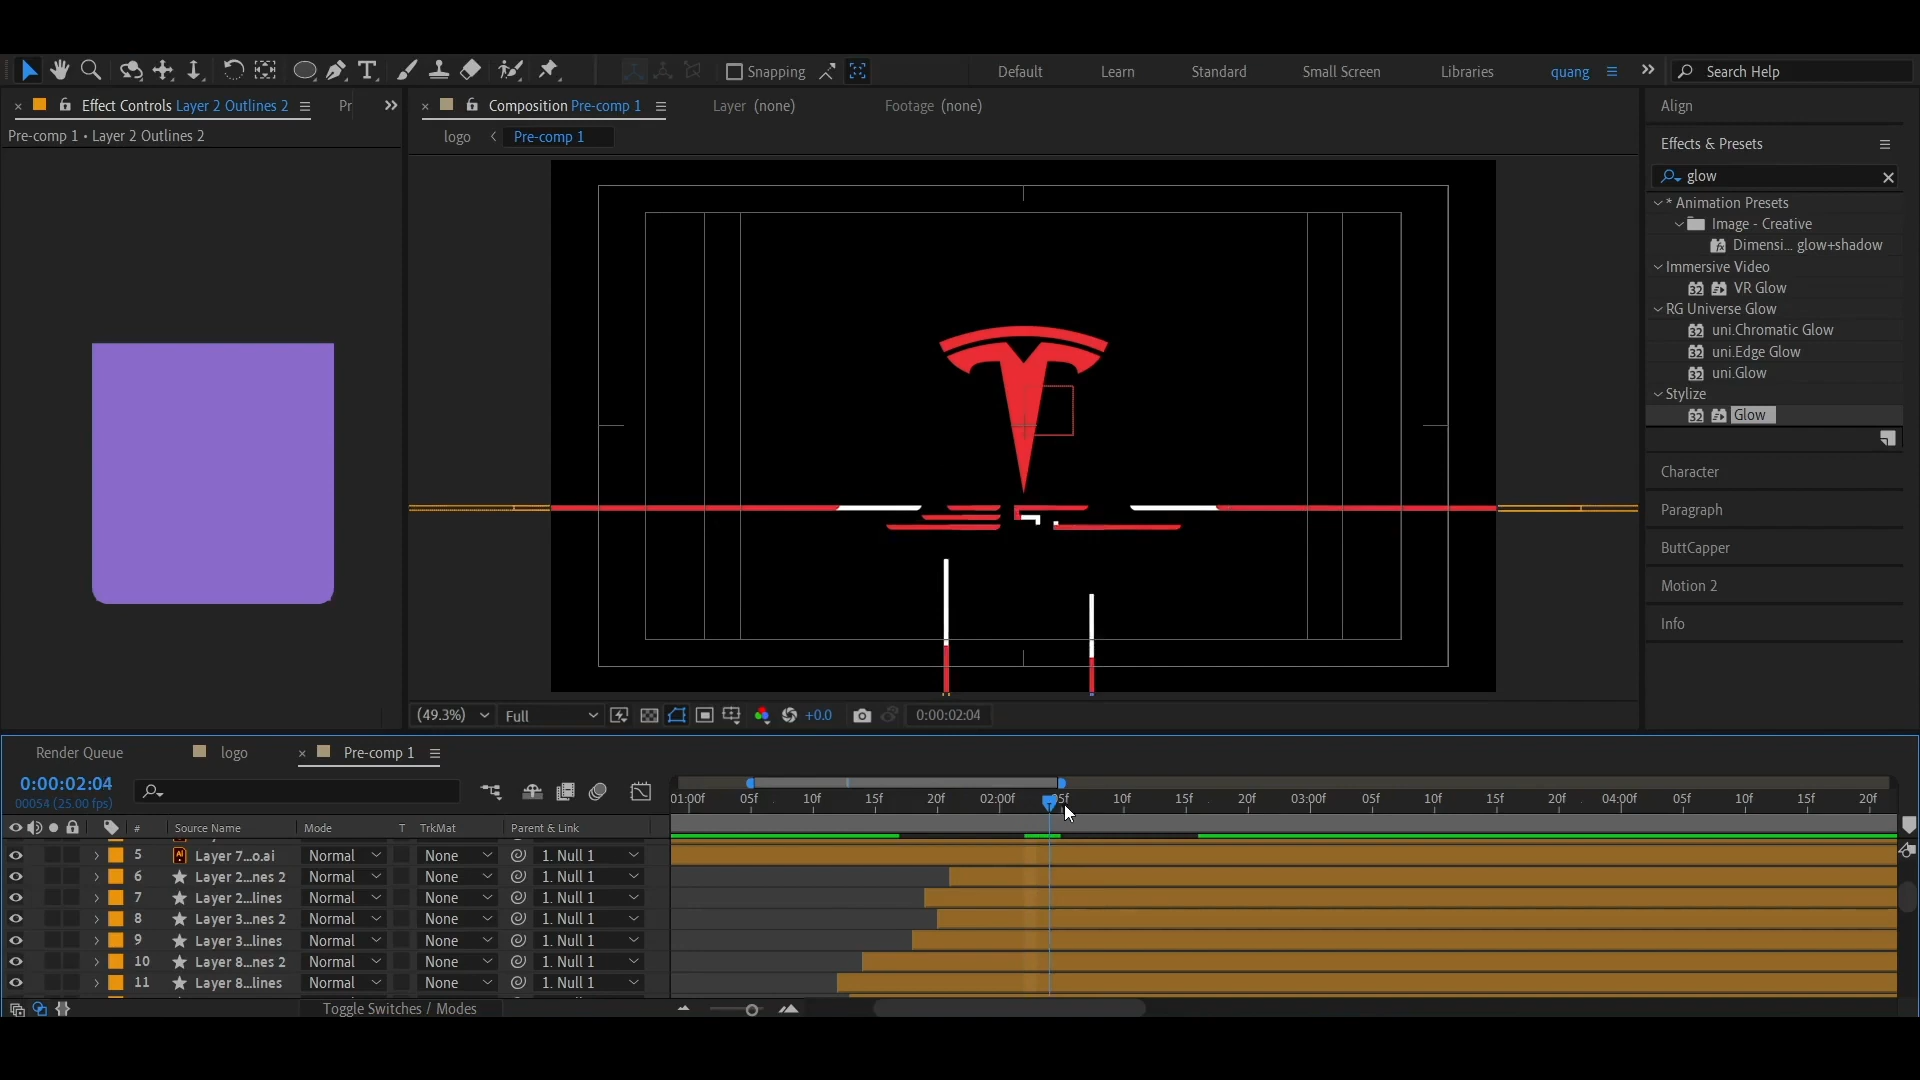 Snapping
Default
Learn
Standard
Small Screen
Libraries
quang
Search Help
Effect Controls Layer 2 Outlines 2
Pr
Composition Pre-comp 1
Layer (none)
Footage (none)
Align
Pre-comp 1 • Layer 2 Outlines 2
logo
Pre-comp 1
Effects & Presets
glow
* Animation Presets
Image - Creative
Dimensi... glow+shadow
Immersive Video
32 VR Glow
RG Universe Glow
32 uni.Chromatic Glow
32 uni.Edge Glow
32 uni.Glow
Stylize
32 Glow
Character
Paragraph
ButtCapper
Motion 2
Info
(49.3%)
Full
+0.0
0:00:02:04
Render Queue
logo
Pre-comp 1
0:00:02:04
00054 (25.00 fps)
01:00f 05f 10f 15f 20f 02:00f 05f 10f 15f 20f 03:00f 05f 10f 15f 20f 04:00f 05f 10f 15f 20f
# Source Name Mode T TrkMat Parent & Link
5 Layer 7...o.ai Normal None 1. Null 1
6 Layer 2...nes 2 Normal None 1. Null 1
7 Layer 2...lines Normal None 1. Null 1
8 Layer 3...nes 2 Normal None 1. Null 1
9 Layer 3...lines Normal None 1. Null 1
10 Layer 8...nes 2 Normal None 1. Null 1
11 Layer 8...lines Normal None 1. Null 1
Toggle Switches / Modes